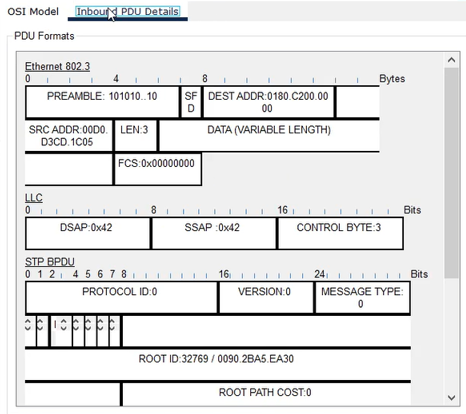 OSI Model Inbound PDU Details
PDU Formats
Ethernet 802.3
0 4 8 Bytes
PREAMBLE: 101010..10 SF DEST ADDR:0180.C200.00
D 00
SRC ADDR:00D0. LEN:3 DATA (VARIABLE LENGTH)
D3CD.1C05
FCS:0x00000000
LLC
0 8 16 Bits
DSAP:0x42 SSAP :0x42 CONTROL BYTE:3
STP BPDU
0 1 2 4 5 6 7 8 16 24 Bits
PROTOCOL ID:0 VERSION:0 MESSAGE TYPE:
0
ROOT ID:32769 / 0090.2BA5.EA30
ROOT PATH COST:0